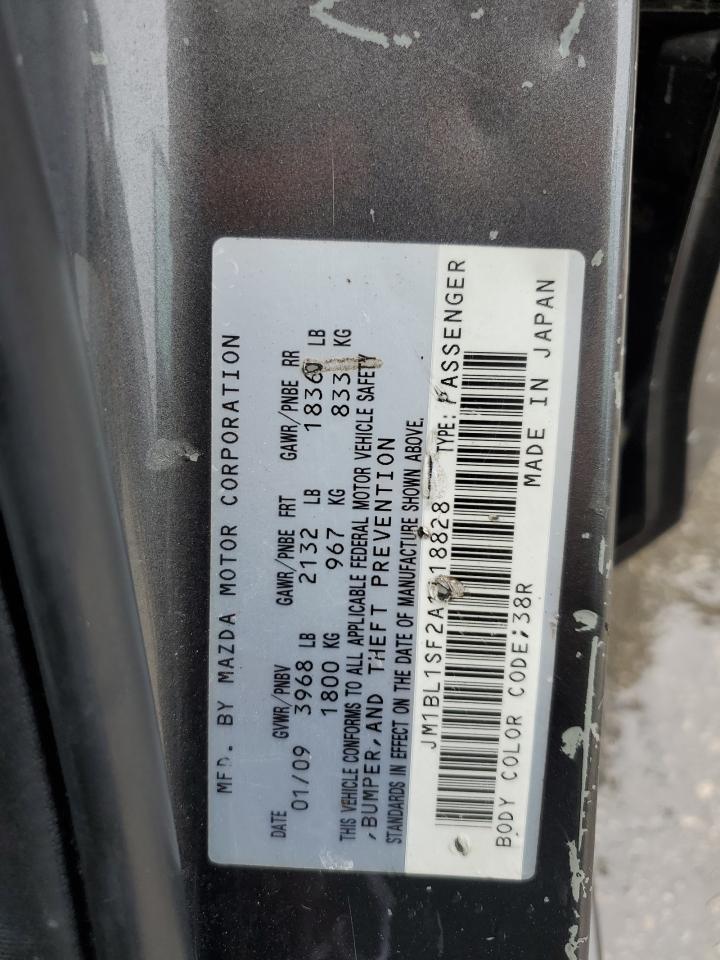 MFD. BY MAZDA MOTOR CORPORATION
DATE GVWR/PNBV GAWR/PNBE FRT GAWR/PNBE RR
01/09 3968 LB 2132 LB 1836 LB
1800 KG 967 KG 833 KG
THIS VEHICLE CONFORMS TO ALL APPLICABLE FEDERAL MOTOR VEHICLE SAFETY
,BUMPER,AND THEFT PREVENTION
STANDARDS IN EFFECT ON THE DATE OF MANUFACTURE SHOWN ABOVE.
JM1BL1SF2A 18828 TYPE: PASSENGER
BODY COLOR CODE;38R MADE IN JAPAN